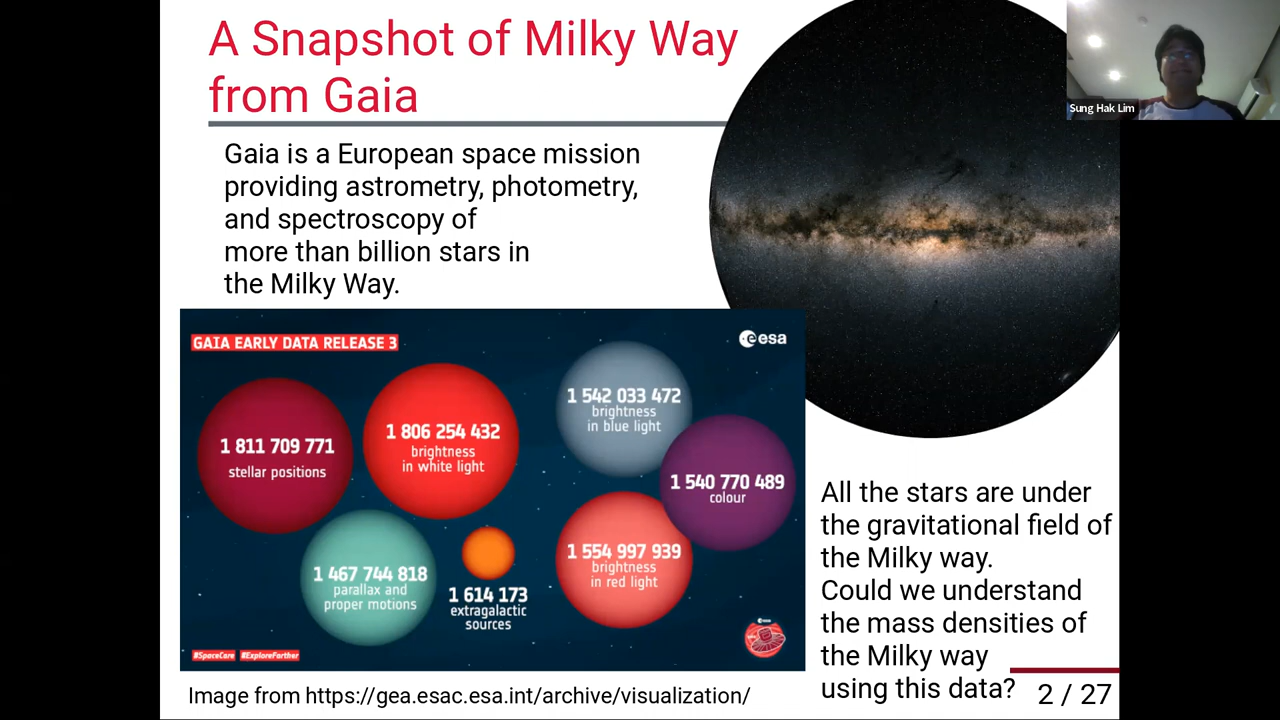 A Snapshot of Milky Way
from Gaia
Sung Hak Lim
Gaia is a European space mission
providing astrometry, photometry,
and spectroscopy of
more than billion stars in
the Milky Way.
GAIA EARLY DATA RELEASE 3
esa
1 811 709 771
stellar positions
1 806 254 432
brightness
in white light
1 542 033 472
brightness
in blue light
1 540 770 489
colour
1 467 744 818
parallax and
proper motions
1 614 173
extragalactic
sources
1 554 997 939
brightness
in red light
#SpaceCare #ExploreFarther
All the stars are under
the gravitational field of
the Milky way.
Could we understand
the mass densities of
the Milky way
using this data?
Image from https://gea.esac.esa.int/archive/visualization/
2 / 27